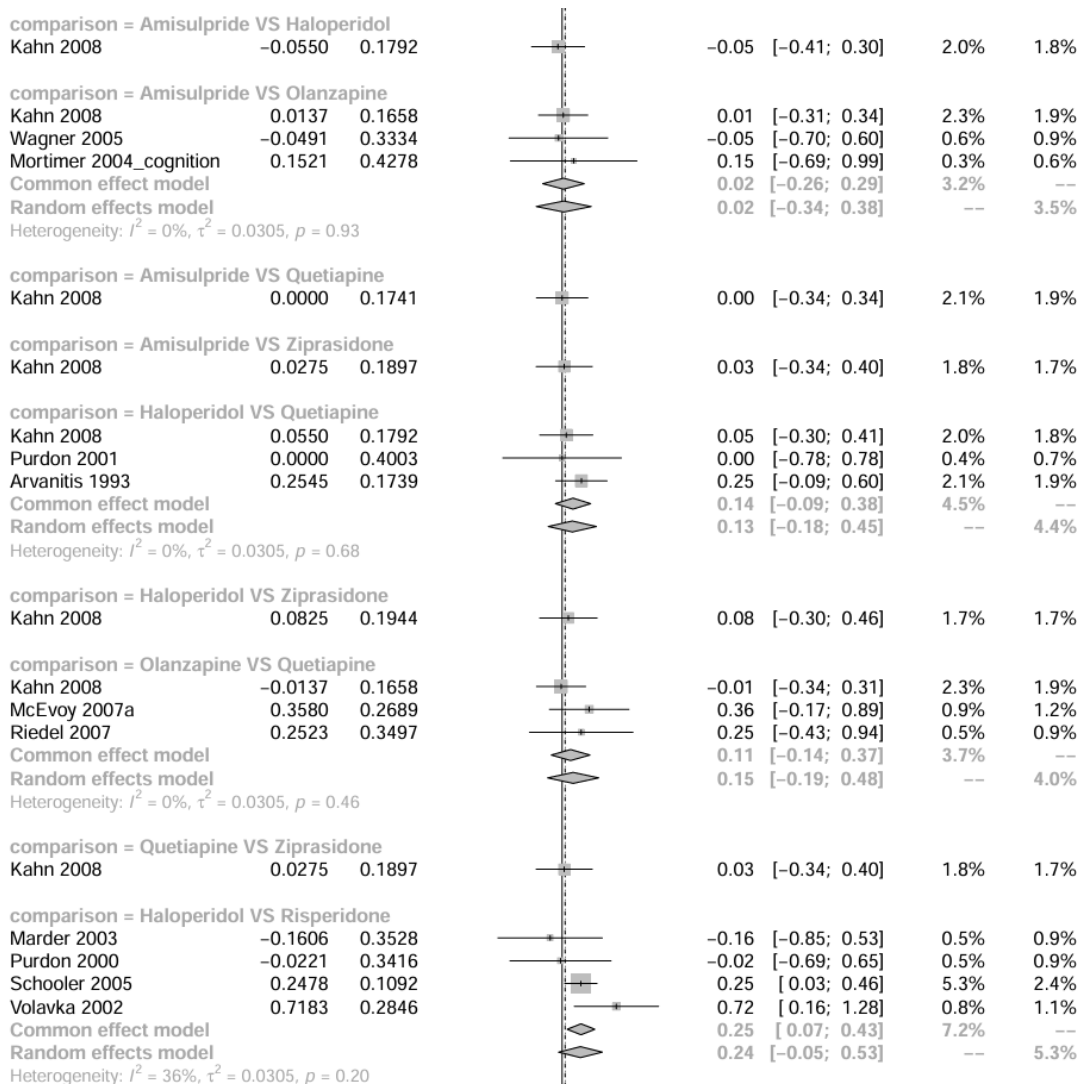 comparison = Amisulpride VS Haloperidol
Kahn 2008 −0.0550 0.1792 −0.05 [−0.41; 0.30] 2.0% 1.8%
comparison = Amisulpride VS Olanzapine
Kahn 2008 0.0137 0.1658 0.01 [−0.31; 0.34] 2.3% 1.9%
Wagner 2005 −0.0491 0.3334 −0.05 [−0.70; 0.60] 0.6% 0.9%
Mortimer 2004_cognition 0.1521 0.4278 0.15 [−0.69; 0.99] 0.3% 0.6%
Common effect model 0.02 [−0.26; 0.29] 3.2% −−
Random effects model 0.02 [−0.34; 0.38] −− 3.5%
Heterogeneity: I² = 0%, τ² = 0.0305, p = 0.93
comparison = Amisulpride VS Quetiapine
Kahn 2008 0.0000 0.1741 0.00 [−0.34; 0.34] 2.1% 1.9%
comparison = Amisulpride VS Ziprasidone
Kahn 2008 0.0275 0.1897 0.03 [−0.34; 0.40] 1.8% 1.7%
comparison = Haloperidol VS Quetiapine
Kahn 2008 0.0550 0.1792 0.05 [−0.30; 0.41] 2.0% 1.8%
Purdon 2001 0.0000 0.4003 0.00 [−0.78; 0.78] 0.4% 0.7%
Arvanitis 1993 0.2545 0.1739 0.25 [−0.09; 0.60] 2.1% 1.9%
Common effect model 0.14 [−0.09; 0.38] 4.5% −−
Random effects model 0.13 [−0.18; 0.45] −− 4.4%
Heterogeneity: I² = 0%, τ² = 0.0305, p = 0.68
comparison = Haloperidol VS Ziprasidone
Kahn 2008 0.0825 0.1944 0.08 [−0.30; 0.46] 1.7% 1.7%
comparison = Olanzapine VS Quetiapine
Kahn 2008 −0.0137 0.1658 −0.01 [−0.34; 0.31] 2.3% 1.9%
McEvoy 2007a 0.3580 0.2689 0.36 [−0.17; 0.89] 0.9% 1.2%
Riedel 2007 0.2523 0.3497 0.25 [−0.43; 0.94] 0.5% 0.9%
Common effect model 0.11 [−0.14; 0.37] 3.7% −−
Random effects model 0.15 [−0.19; 0.48] −− 4.0%
Heterogeneity: I² = 0%, τ² = 0.0305, p = 0.46
comparison = Quetiapine VS Ziprasidone
Kahn 2008 0.0275 0.1897 0.03 [−0.34; 0.40] 1.8% 1.7%
comparison = Haloperidol VS Risperidone
Marder 2003 −0.1606 0.3528 −0.16 [−0.85; 0.53] 0.5% 0.9%
Purdon 2000 −0.0221 0.3416 −0.02 [−0.69; 0.65] 0.5% 0.9%
Schooler 2005 0.2478 0.1092 0.25 [ 0.03; 0.46] 5.3% 2.4%
Volavka 2002 0.7183 0.2846 0.72 [ 0.16; 1.28] 0.8% 1.1%
Common effect model 0.25 [ 0.07; 0.43] 7.2% −−
Random effects model 0.24 [−0.05; 0.53] −− 5.3%
Heterogeneity: I² = 36%, τ² = 0.0305, p = 0.20